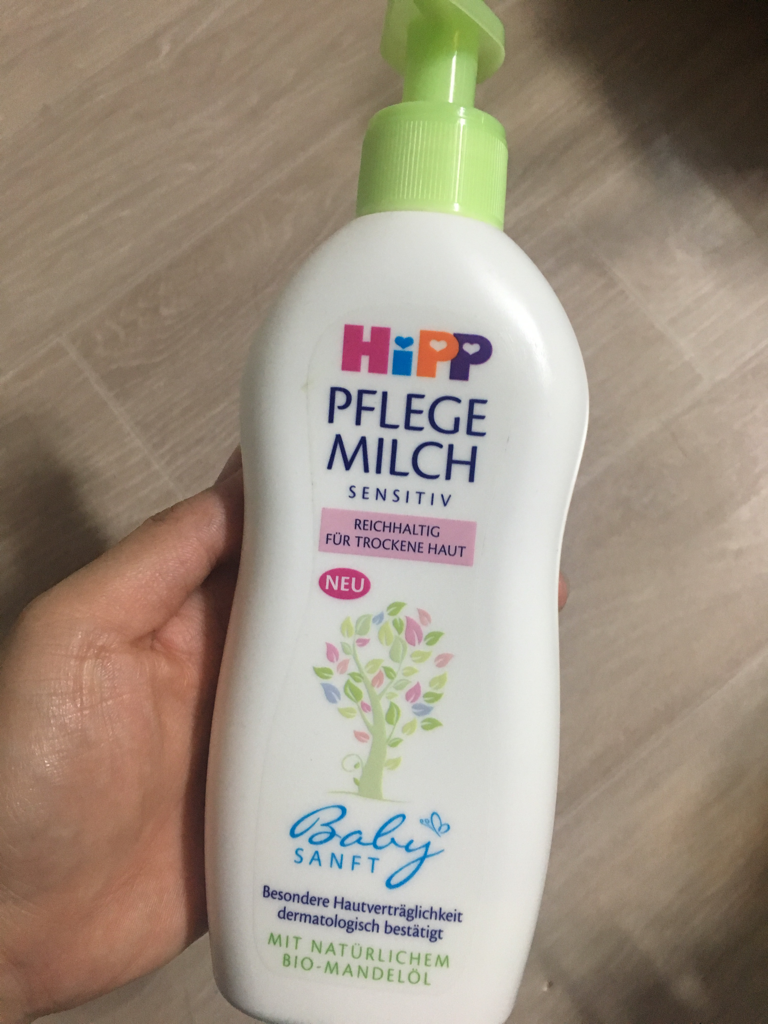 HiPP
PFLEGE
MILCH
SENSITIV
REICHHALTIG
FÜR TROCKENE HAUT
NEU
Baby
SANFT
Besondere Hautverträglichkeit
dermatologisch bestätigt
MIT NATÜRLICHEM
BIO-MANDELÖL